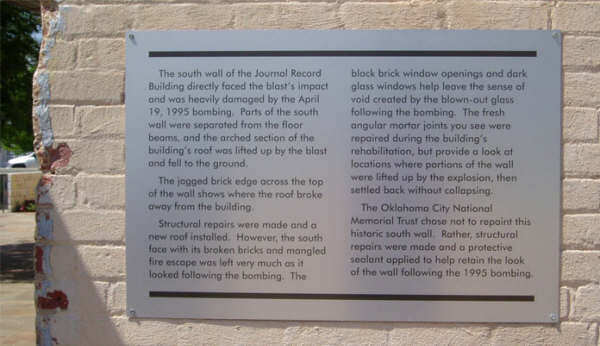 The south wall of the Journal Record
Building directly faced the blast's impact
and was heavily damaged by the April
19, 1995 bombing. Parts of the south
wall were separated from the floor
beams, and the arched section of the
building's roof was lifted up by the blast
and fell to the ground.
The jagged brick edge across the top
of the wall shows where the roof broke
away from the building.
Structural repairs were made and a
new roof installed. However, the south
face with its broken bricks and mangled
fire escape was left very much as it
looked following the bombing. The
black brick window openings and dark
glass windows help leave the sense of
void created by the blown-out glass
following the bombing. The fresh
angular mortar joints you see were
repaired during the building's
rehabilitation, but provide a look at
locations where portions of the wall
were lifted up by the explosion, then
settled back without collapsing.
The Oklahoma City National
Memorial Trust chose not to repaint this
historic south wall. Rather, structural
repairs were made and a protective
sealant applied to help retain the look
of the wall following the 1995 bombing.